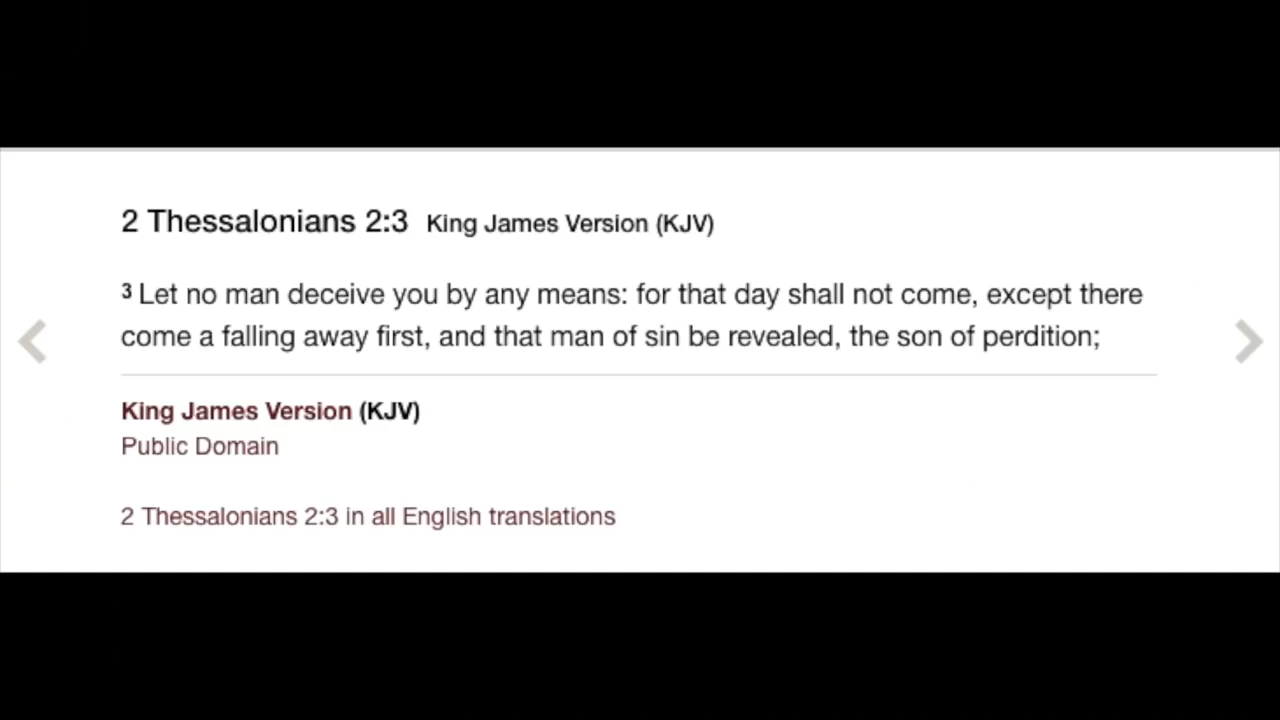 2 Thessalonians 2:3 King James Version (KJV)
3 Let no man deceive you by any means: for that day shall not come, except there
come a falling away first, and that man of sin be revealed, the son of perdition;
King James Version (KJV)
Public Domain
2 Thessalonians 2:3 in all English translations